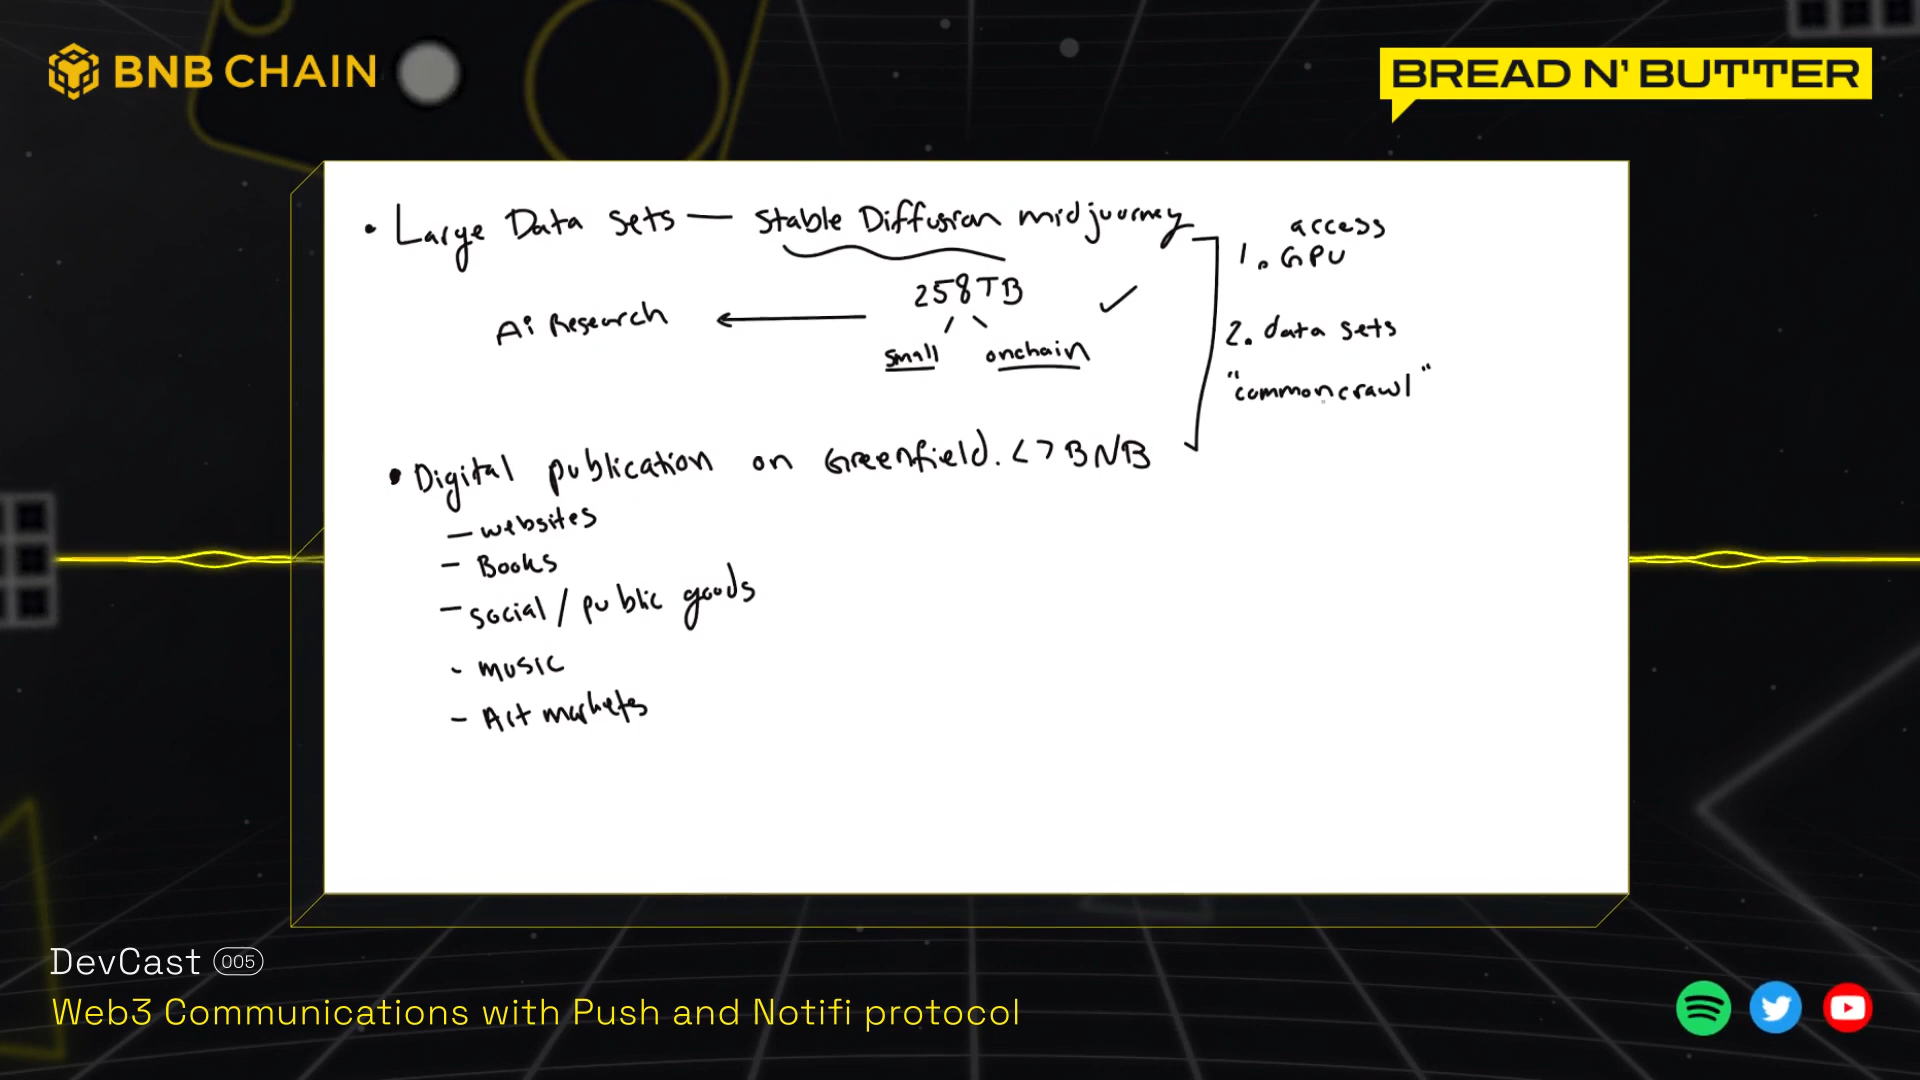 BNB CHAIN
BREAD N' BUTTER
• Large Data Sets — Stable Diffusion midjourney
access
1. GPU
258TB
Ai Research
2. data sets
small onchain
"commoncrawl"
• Digital publication on Greenfield. <> BNB
— websites
— Books
— social / public goods
- music
— Art markets
DevCast 005
Web3 Communications with Push and Notifi protocol